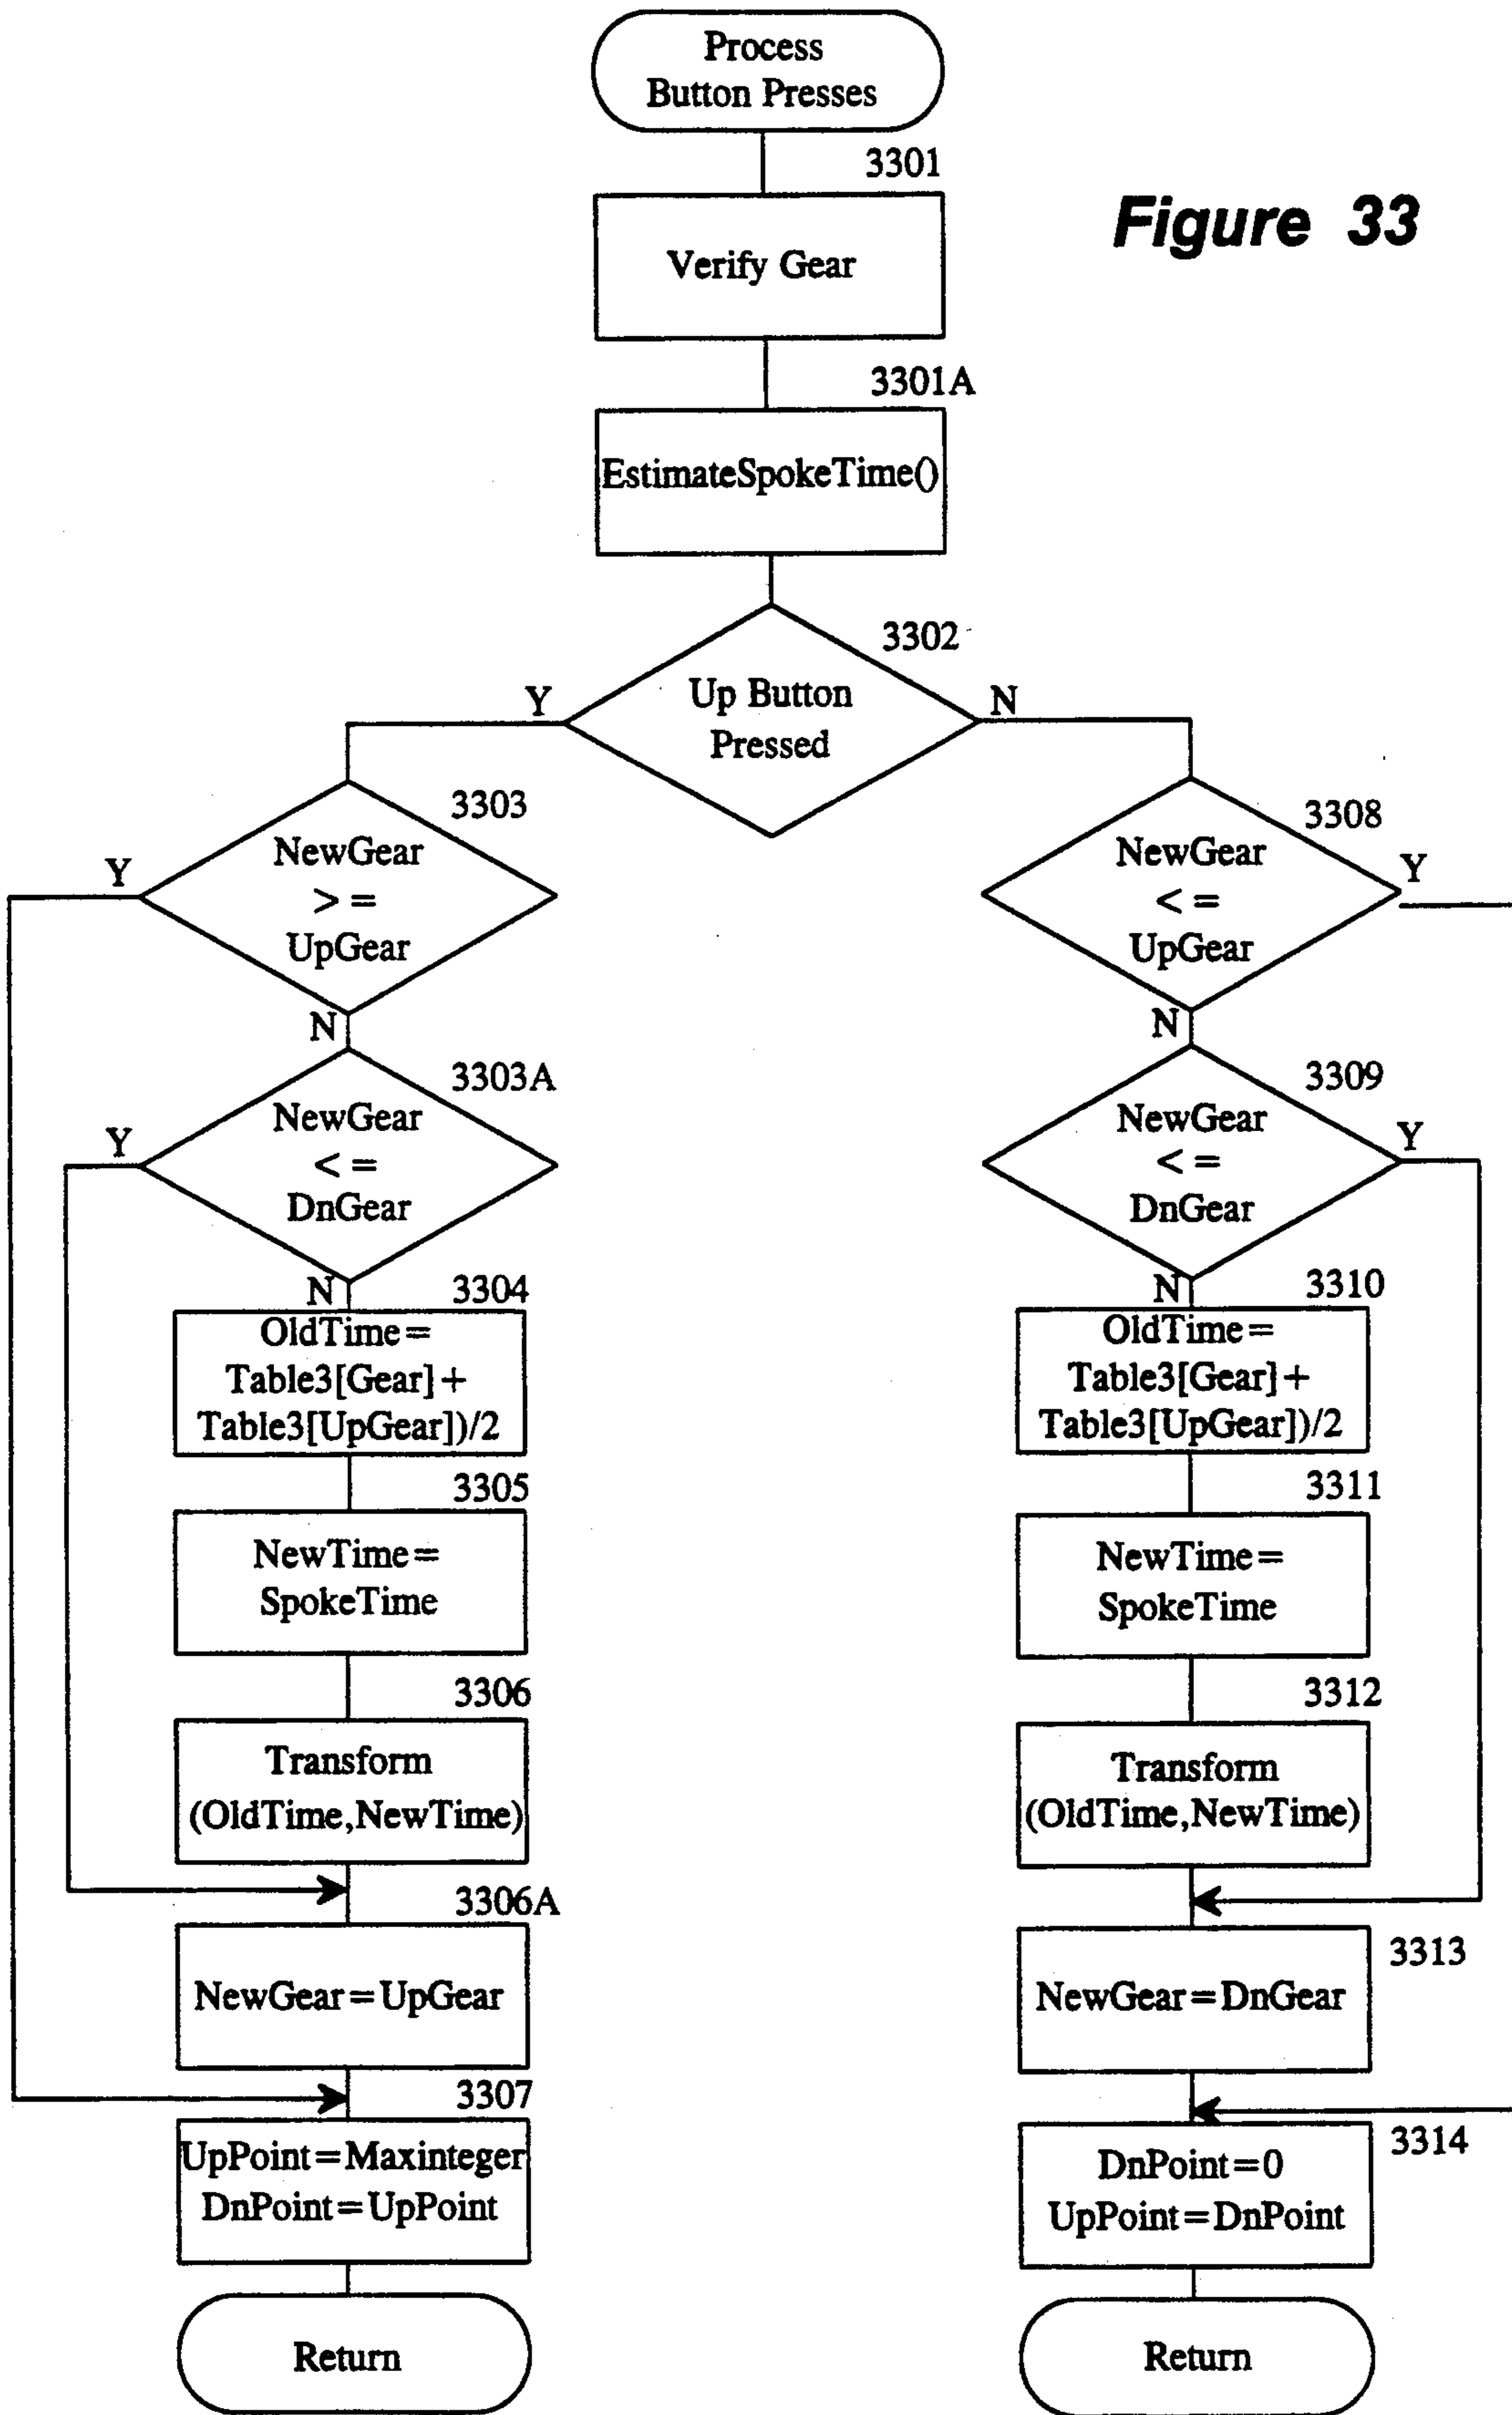 Process
Button Presses
3301
Figure 33
Verify Gear
3301A
EstimateSpokeTime()
3302
Up Button
Pressed
Y
N
3303
NewGear
>=
UpGear
Y
N
3303A
NewGear
<=
DnGear
Y
N
3304
OldTime=
Table3[Gear]+
Table3[UpGear])/2
3305
NewTime=
SpokeTime
3306
Transform
(OldTime,NewTime)
3306A
NewGear=UpGear
3307
UpPoint=Maxinteger
DnPoint=UpPoint
Return
3308
NewGear
<=
UpGear
Y
N
3309
NewGear
<=
DnGear
Y
N
3310
OldTime=
Table3[Gear]+
Table3[UpGear])/2
3311
NewTime=
SpokeTime
3312
Transform
(OldTime,NewTime)
3313
NewGear=DnGear
3314
DnPoint=0
UpPoint=DnPoint
Return